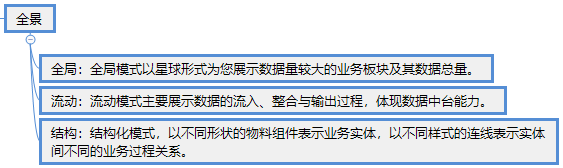 全景
全局：全局模式以星球形式为您展示数据量较大的业务板块及其数据总量。
流动：流动模式主要展示数据的流入、整合与输出过程，体现数据中台能力。
结构：结构化模式，以不同形状的物料组件表示业务实体，以不同样式的连线表示实体
间不同的业务过程关系。